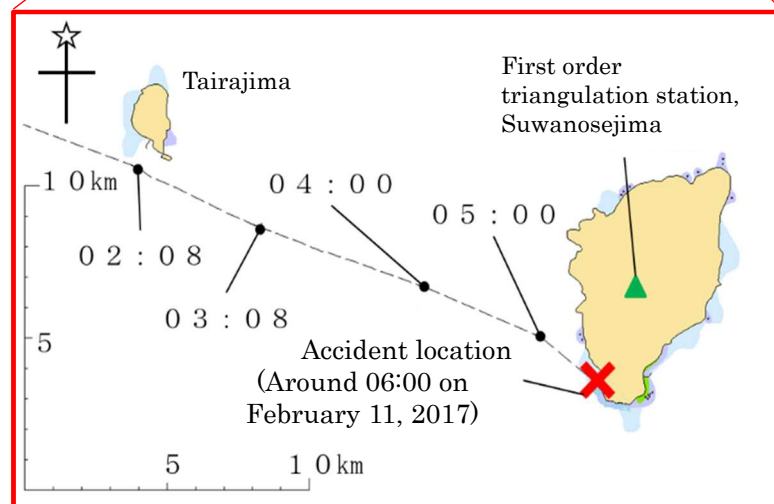 Tairajima
First order
triangulation station,
Suwanosejima
10km
04:00
05:00
02:08
03:08
5
Accident location
(Around 06:00 on
February 11, 2017)
5
10km